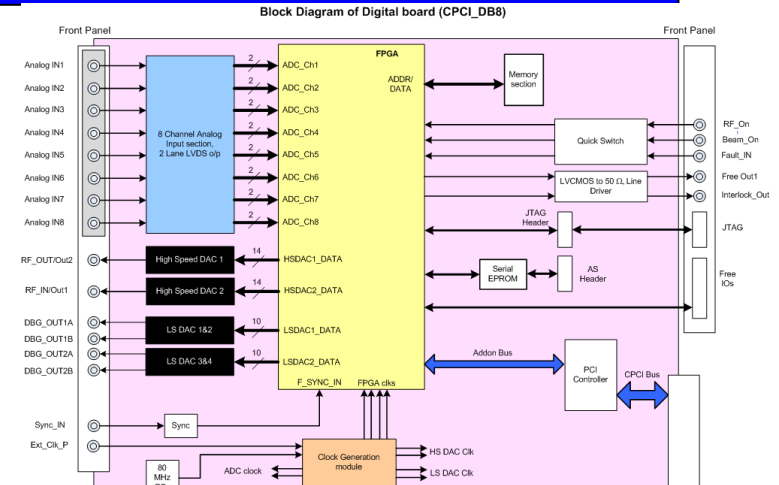 Block Diagram of Digital board (CPCI_DB8)
Front Panel
Front Panel
Analog IN1
Analog IN2
Analog IN3
Analog IN4
Analog IN5
Analog IN6
Analog IN7
Analog IN8
8 Channel Analog
Input section,
2 Lane LVDS o/p
2
2
2
2
2
2
2
2
FPGA
ADC_Ch1
ADC_Ch2
ADC_Ch3
ADC_Ch4
ADC_Ch5
ADC_Ch6
ADC_Ch7
ADC_Ch8
ADDR/
DATA
Memory
section
Quick Switch
RF_On
Beam_On
Fault_IN
LVCMOS to 50 Ω, Line
Driver
Free Out1
Interlock_Out
JTAG
Header
JTAG
Serial
EPROM
AS
Header
Free
IOs
RF_OUT/Out2
High Speed DAC 1
14
HSDAC1_DATA
RF_IN/Out1
High Speed DAC 2
14
HSDAC2_DATA
DBG_OUT1A
DBG_OUT1B
LS DAC 1&2
10
LSDAC1_DATA
DBG_OUT2A
DBG_OUT2B
LS DAC 3&4
10
LSDAC2_DATA
Addon Bus
PCI
Controller
CPCI Bus
F_SYNC_IN
FPGA clks
Sync_IN
Sync
Ext_Clk_P
80
MHz
ADC clock
Clock Generation
module
HS DAC Clk
LS DAC Clk